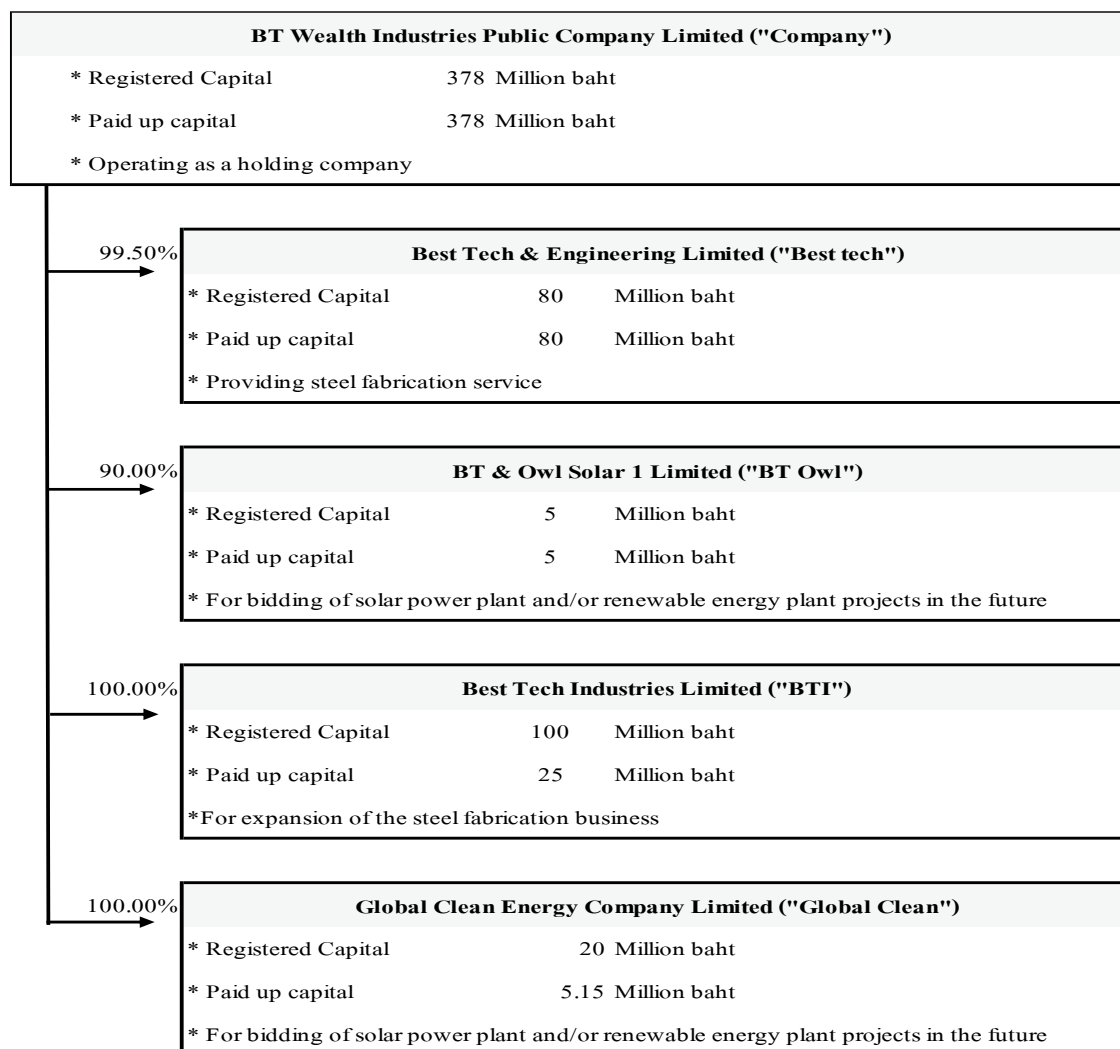 BT Wealth Industries Public Company Limited ("Company")
* Registered Capital 378 Million baht
* Paid up capital 378 Million baht
* Operating as a holding company
99.50%
Best Tech & Engineering Limited ("Best tech")
* Registered Capital 80 Million baht
* Paid up capital 80 Million baht
* Providing steel fabrication service
90.00%
BT & Owl Solar 1 Limited ("BT Owl")
* Registered Capital 5 Million baht
* Paid up capital 5 Million baht
* For bidding of solar power plant and/or renewable energy plant projects in the future
100.00%
Best Tech Industries Limited ("BTI")
* Registered Capital 100 Million baht
* Paid up capital 25 Million baht
*For expansion of the steel fabrication business
100.00%
Global Clean Energy Company Limited ("Global Clean")
* Registered Capital 20 Million baht
* Paid up capital 5.15 Million baht
* For bidding of solar power plant and/or renewable energy plant projects in the future